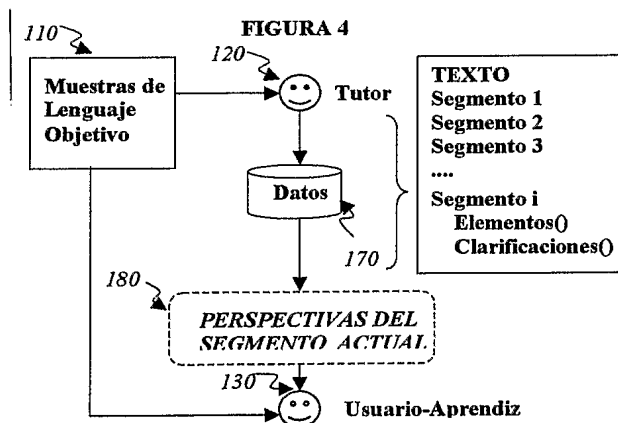 FIGURA 4
110
120
Muestras de
Lenguaje
Objetivo
Tutor
TEXTO
Segmento 1
Segmento 2
Segmento 3
....
Segmento i
Elementos()
Clarificaciones()
Datos
170
180
PERSPECTIVAS DEL
SEGMENTO ACTUAL
130
Usuario-Aprendiz